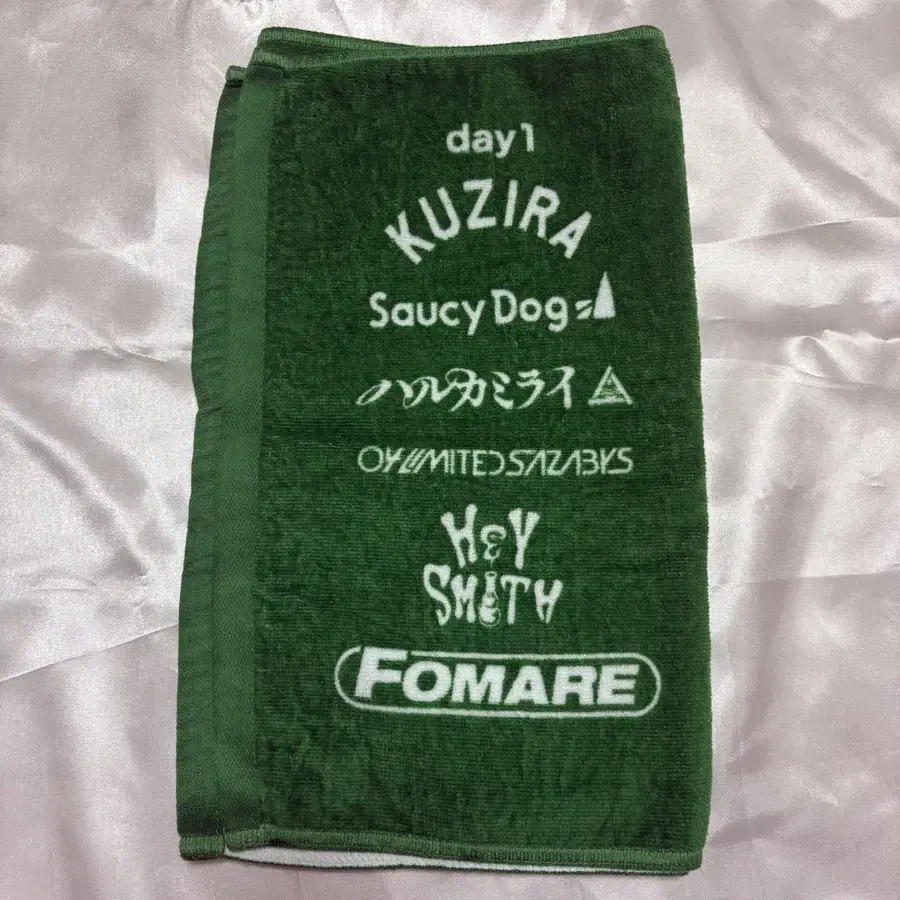 day1
KUZIRA
Saucy Dog
ハルカミライ
04 LIMITED SAZABYS
HEY
SMITH
FOMARE